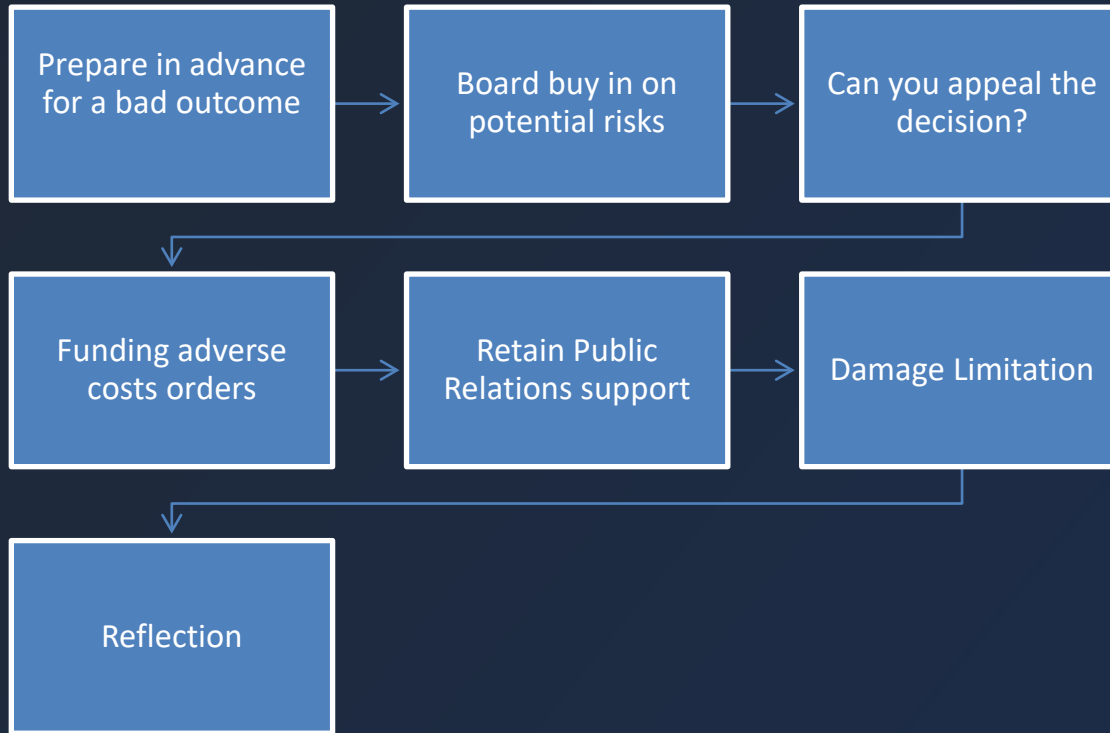 Prepare in advance
for a bad outcome
Board buy in on
potential risks
Can you appeal the
decision?
Funding adverse
costs orders
Retain Public
Relations support
Damage Limitation
Reflection